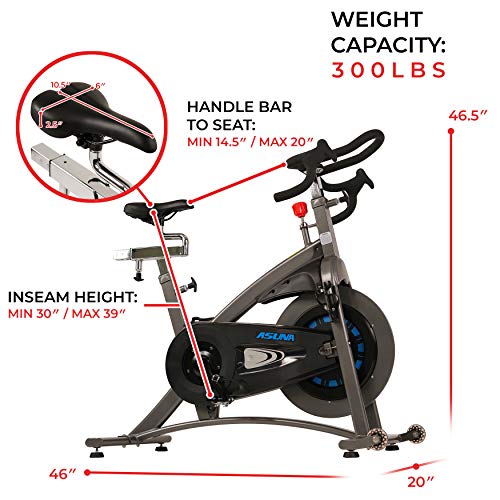 WEIGHT
CAPACITY:
300LBS
10.5"
6"
2.5"
HANDLE BAR
TO SEAT:
MIN 14.5" / MAX 20"
46.5"
INSEAM HEIGHT:
MIN 30" / MAX 39"
ASUNA
46"
20"